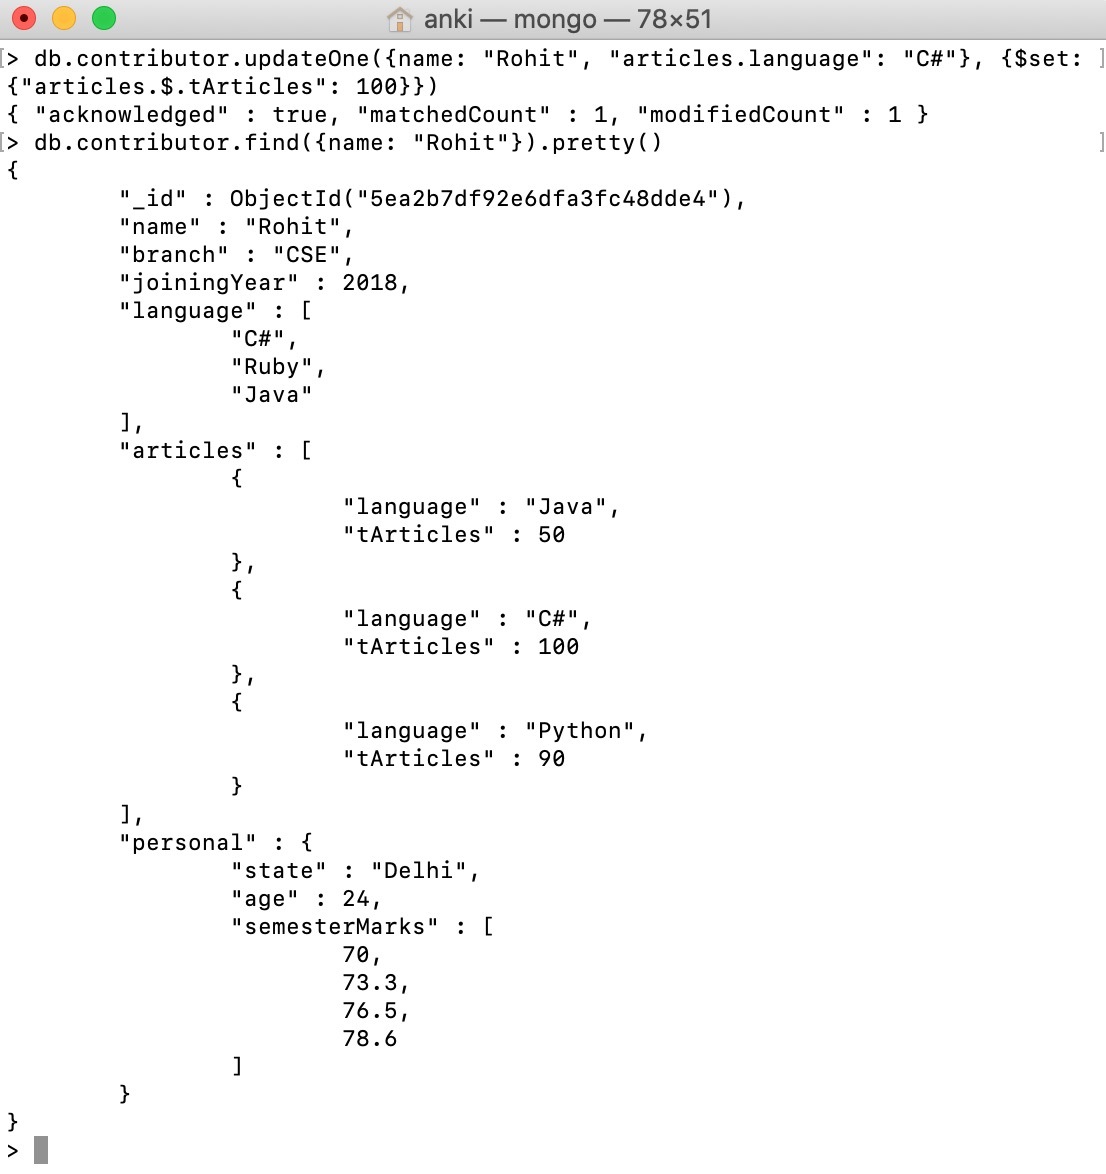 anki — mongo — 78×51
[> db.contributor.updateOne({name: "Rohit", "articles.language": "C#"}, {$set: ]
{"articles.$.tArticles": 100}})
{ "acknowledged" : true, "matchedCount" : 1, "modifiedCount" : 1 }
[> db.contributor.find({name: "Rohit"}).pretty() ]
{
        "_id" : ObjectId("5ea2b7df92e6dfa3fc48dde4"),
        "name" : "Rohit",
        "branch" : "CSE",
        "joiningYear" : 2018,
        "language" : [
                "C#",
                "Ruby",
                "Java"
        ],
        "articles" : [
                {
                        "language" : "Java",
                        "tArticles" : 50
                },
                {
                        "language" : "C#",
                        "tArticles" : 100
                },
                {
                        "language" : "Python",
                        "tArticles" : 90
                }
        ],
        "personal" : {
                "state" : "Delhi",
                "age" : 24,
                "semesterMarks" : [
                        70,
                        73.3,
                        76.5,
                        78.6
                ]
        }
}
>